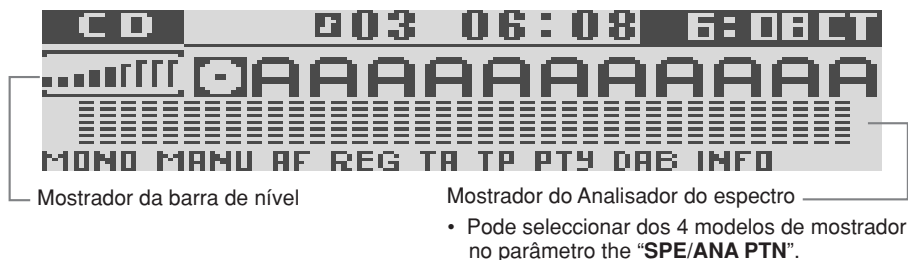 CD 03 06:08 6:08CT
AAAAAAAAAAA
MONO MANU AF REG TA TP PTY DAB INFO
Mostrador da barra de nível
Mostrador do Analisador do espectro
• Pode seleccionar dos 4 modelos de mostrador
no parâmetro the “SPE/ANA PTN”.